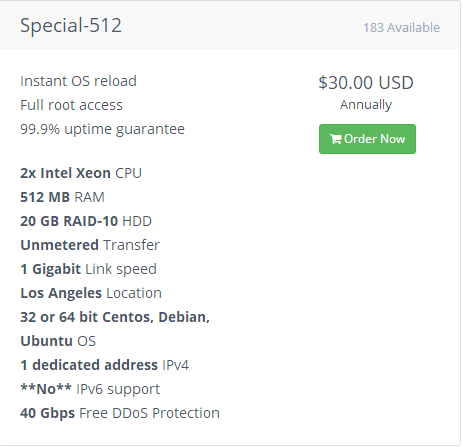 Special-512
183 Available
Instant OS reload
Full root access
99.9% uptime guarantee
$30.00 USD
Annually
Order Now
2x Intel Xeon CPU
512 MB RAM
20 GB RAID-10 HDD
Unmetered Transfer
1 Gigabit Link speed
Los Angeles Location
32 or 64 bit Centos, Debian,
Ubuntu OS
1 dedicated address IPv4
**No** IPv6 support
40 Gbps Free DDoS Protection